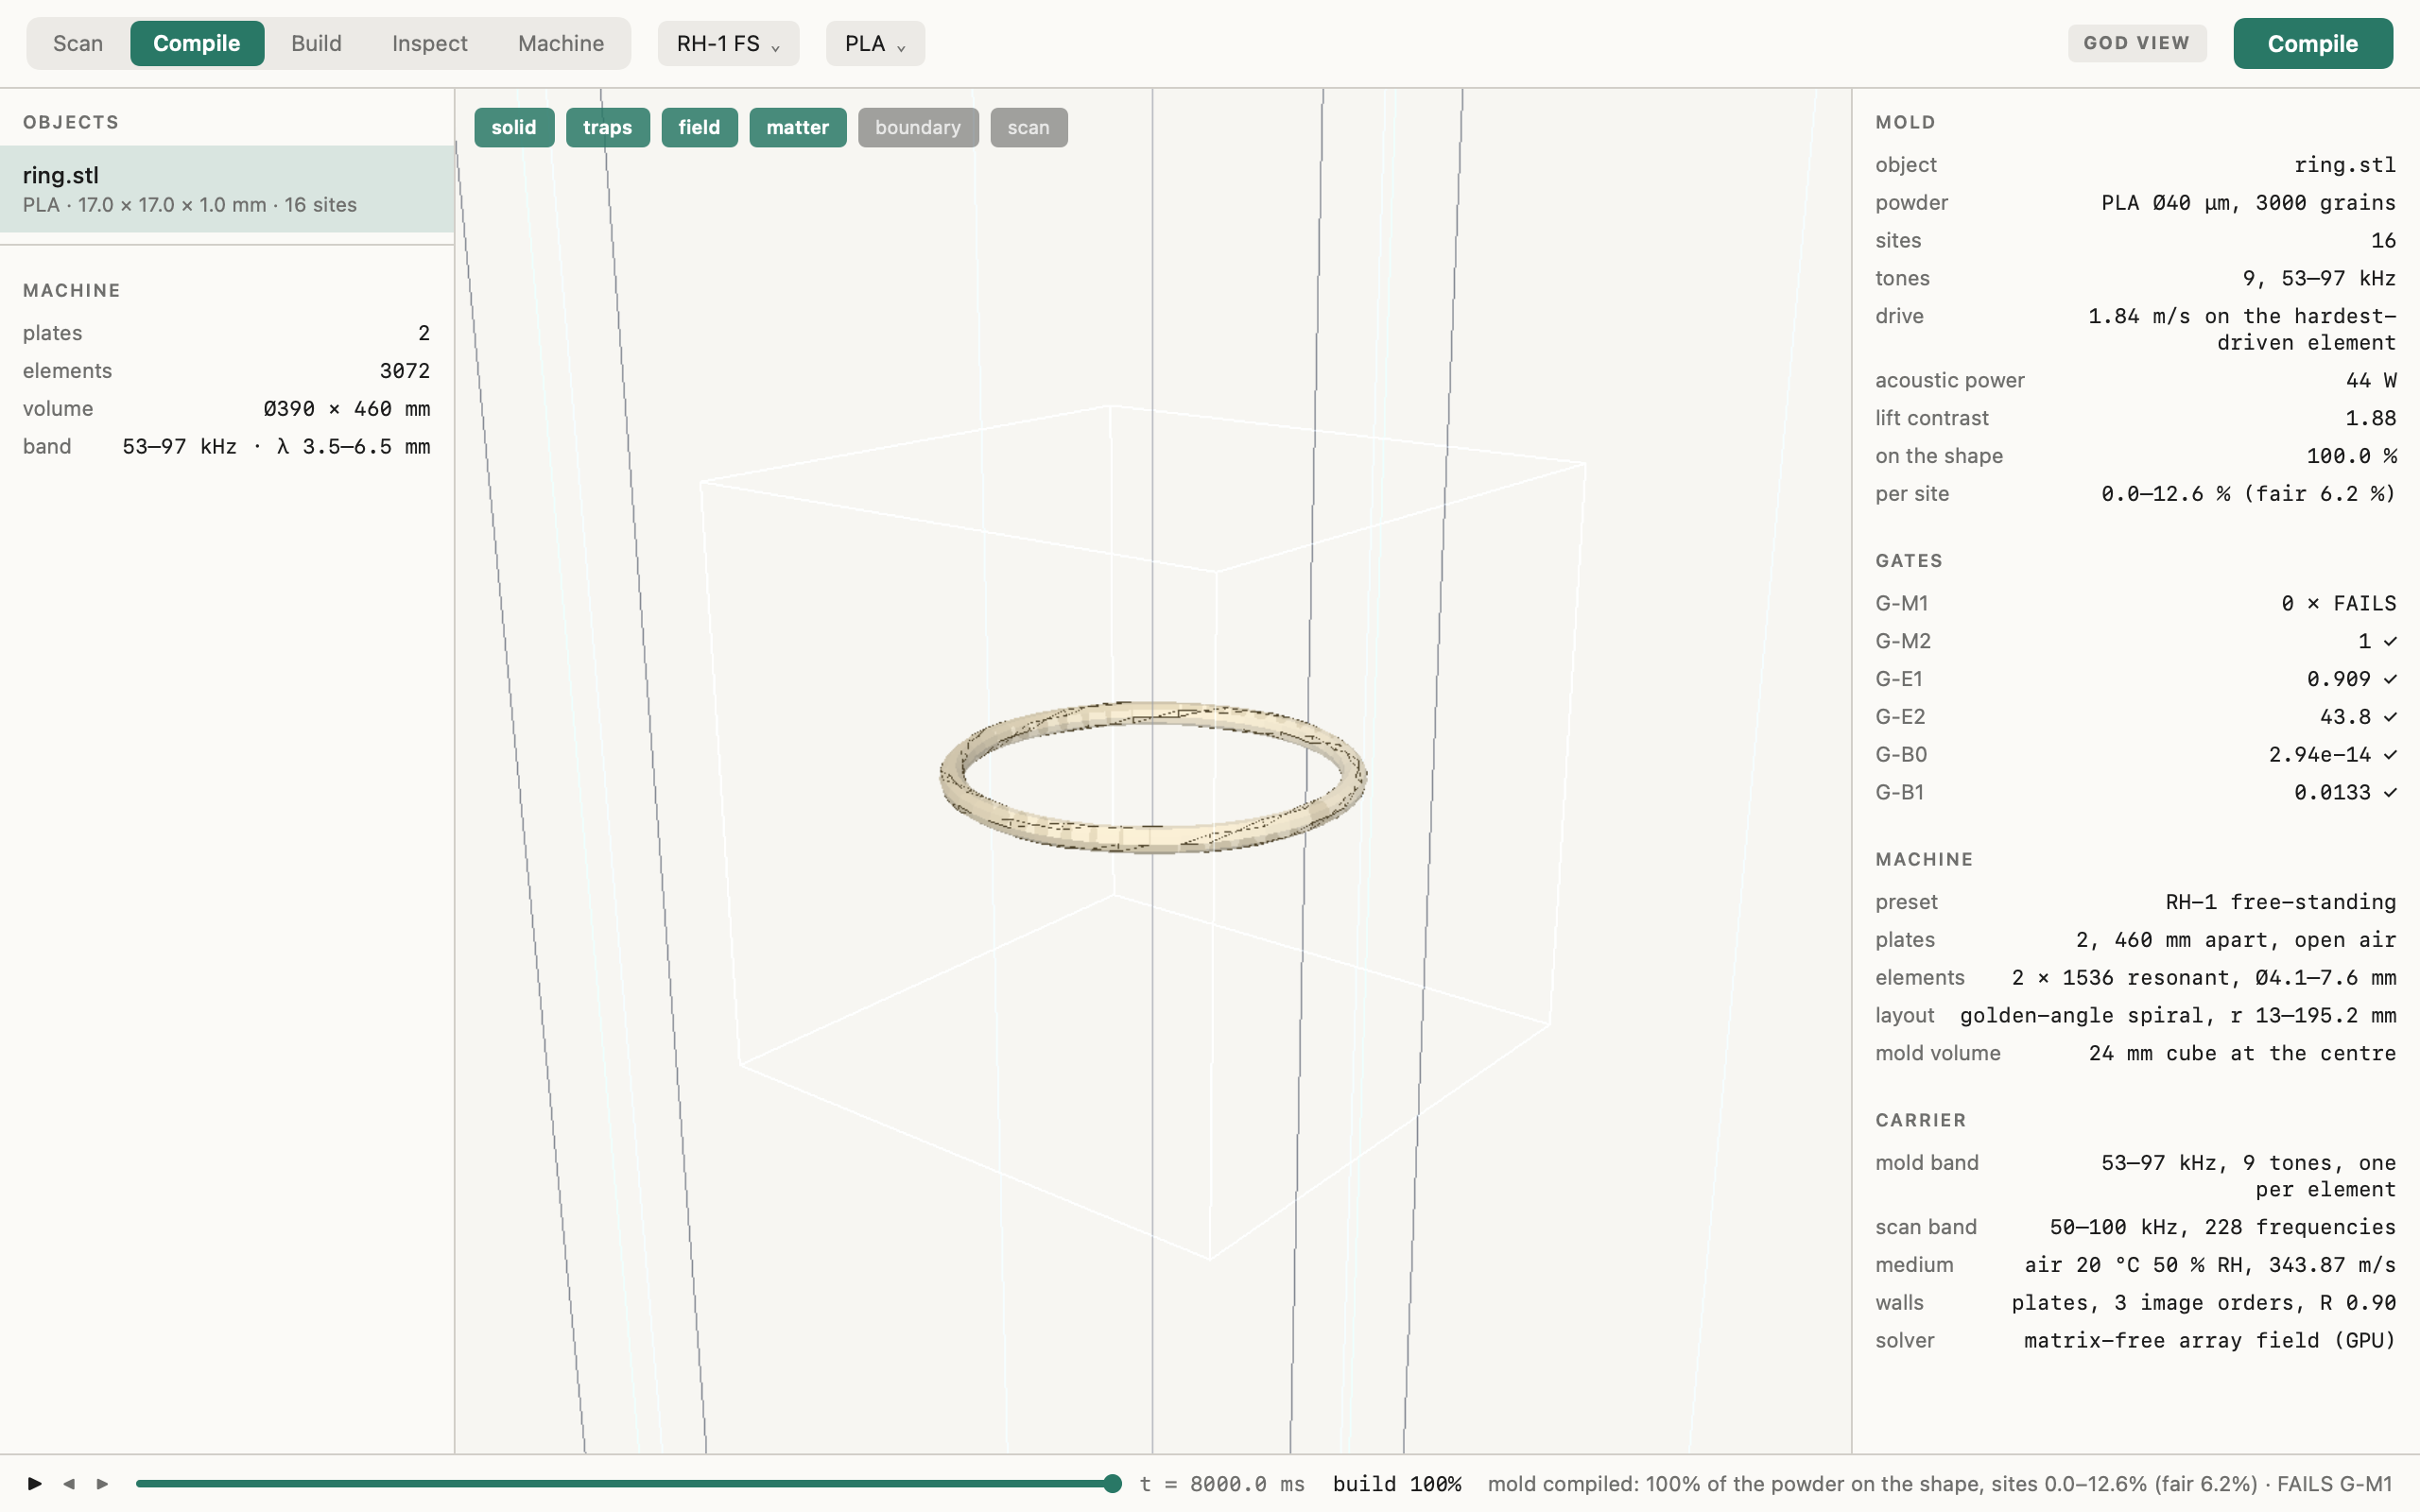 Scan Compile Build Inspect Machine RH-1 FS PLA GOD VIEW Compile
OBJECTS
ring.stl
PLA · 17.0 × 17.0 × 1.0 mm · 16 sites
MACHINE
plates 2
elements 3072
volume Ø390 × 460 mm
band 53–97 kHz · λ 3.5–6.5 mm
solid traps field matter boundary scan
MOLD
object ring.stl
powder PLA Ø40 µm, 3000 grains
sites 16
tones 9, 53–97 kHz
drive 1.84 m/s on the hardest-
driven element
acoustic power 44 W
lift contrast 1.88
on the shape 100.0 %
per site 0.0–12.6 % (fair 6.2 %)
GATES
G-M1 0 × FAILS
G-M2 1 ✓
G-E1 0.909 ✓
G-E2 43.8 ✓
G-B0 2.94e-14 ✓
G-B1 0.0133 ✓
MACHINE
preset RH-1 free-standing
plates 2, 460 mm apart, open air
elements 2 × 1536 resonant, Ø4.1–7.6 mm
layout golden-angle spiral, r 13–195.2 mm
mold volume 24 mm cube at the centre
CARRIER
mold band 53–97 kHz, 9 tones, one
per element
scan band 50–100 kHz, 228 frequencies
medium air 20 °C 50 % RH, 343.87 m/s
walls plates, 3 image orders, R 0.90
solver matrix-free array field (GPU)
t = 8000.0 ms build 100% mold compiled: 100% of the powder on the shape, sites 0.0–12.6% (fair 6.2%) · FAILS G-M1